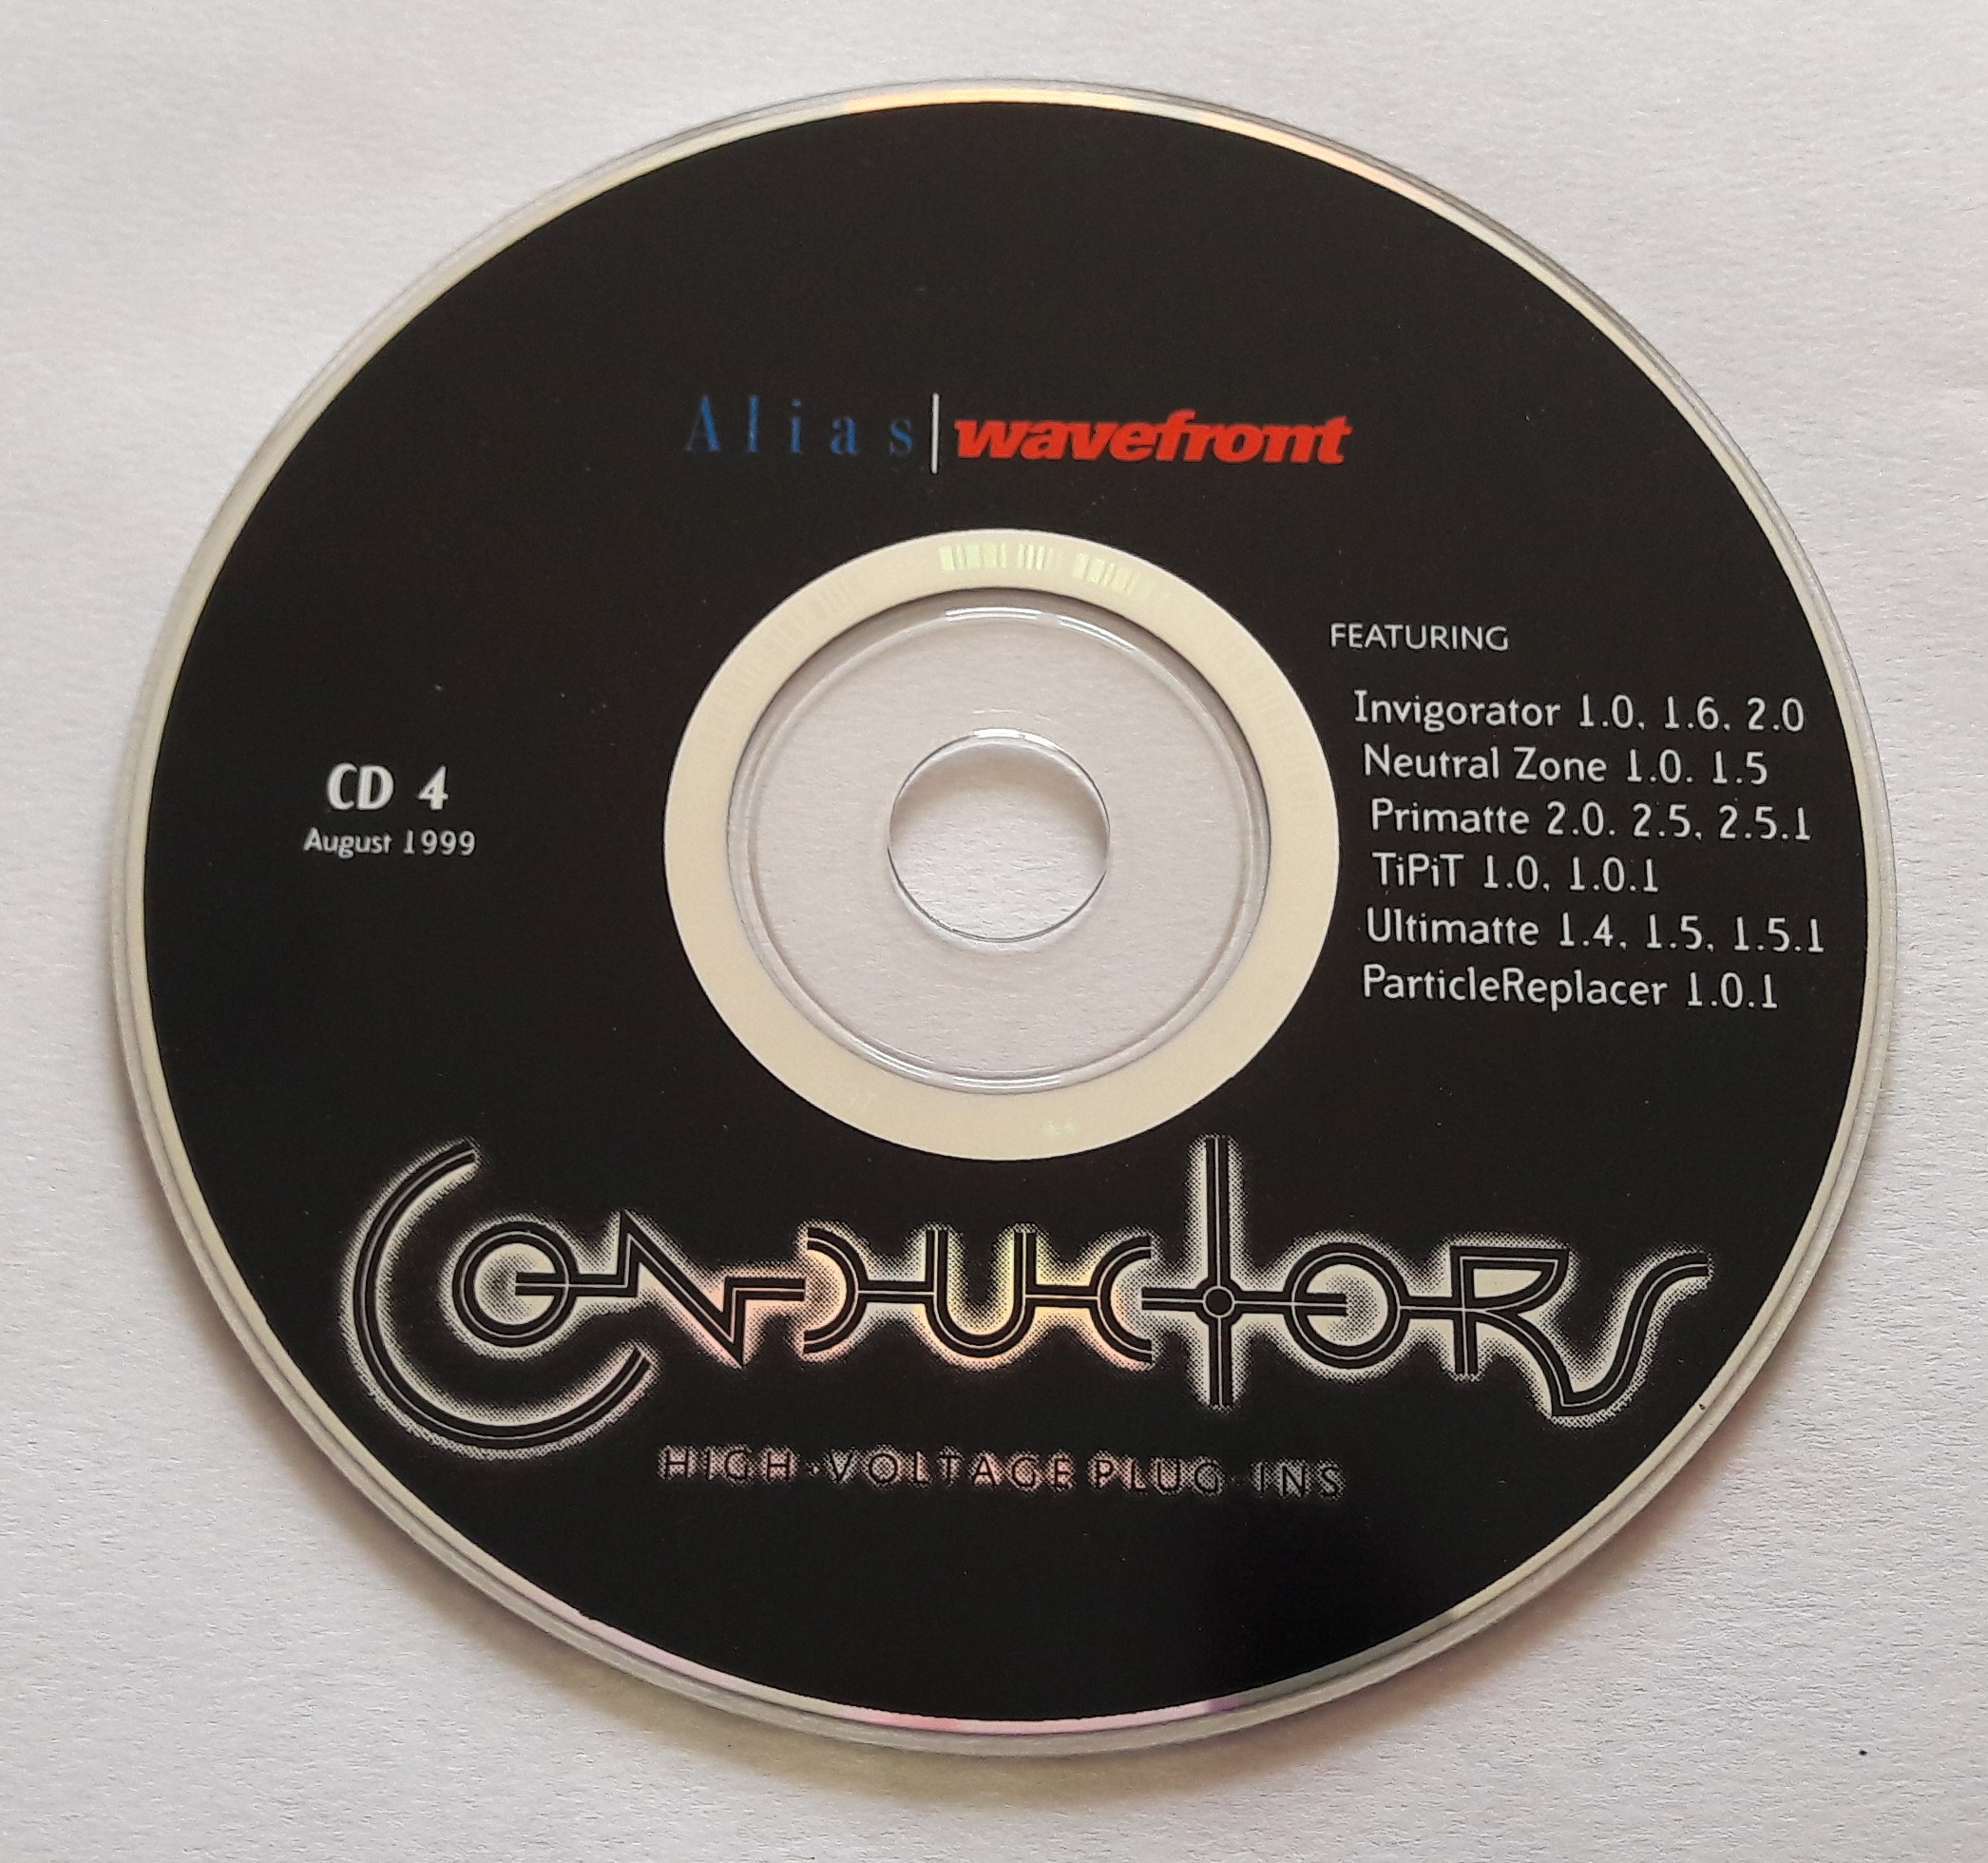 Alias|wavefront
FEATURING
Invigorator 1.0, 1.6, 2.0
Neutral Zone 1.0. 1.5
Primatte 2.0. 2.5, 2.5.1
TiPiT 1.0, 1.0.1
Ultimatte 1.4, 1.5, 1.5.1
ParticleReplacer 1.0.1
CD 4
August 1999
CONDUCTORS
HIGH-VOLTAGE PLUG-INS